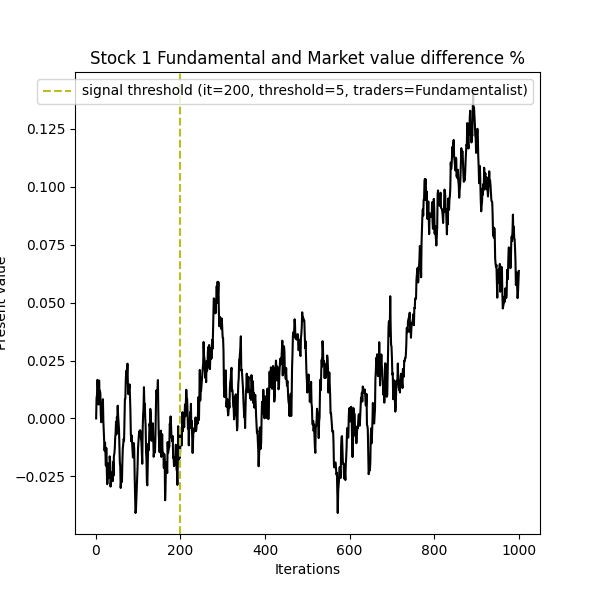 Stock 1 Fundamental and Market value difference %
signal threshold (it=200, threshold=5, traders=Fundamentalist)
0.125
0.100
0.075
0.050
0.025
0.000
−0.025
Present value
0 200 400 600 800 1000
Iterations